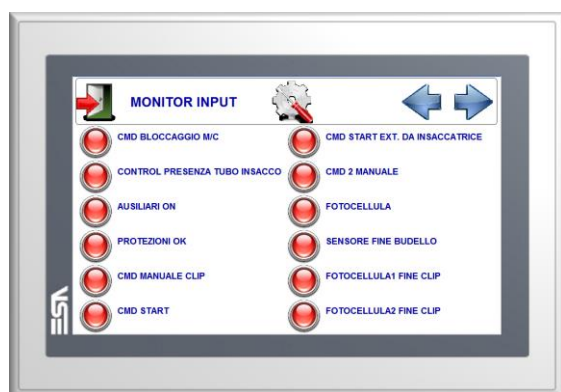 MONITOR INPUT
CMD BLOCCAGGIO M/C
CMD START EXT. DA INSACCATRICE
CONTROL PRESENZA TUBO INSACCO
CMD 2 MANUALE
AUSILIARI ON
FOTOCELLULA
PROTEZIONI OK
SENSORE FINE BUDELLO
CMD MANUALE CLIP
FOTOCELLULA1 FINE CLIP
CMD START
FOTOCELLULA2 FINE CLIP
ESA